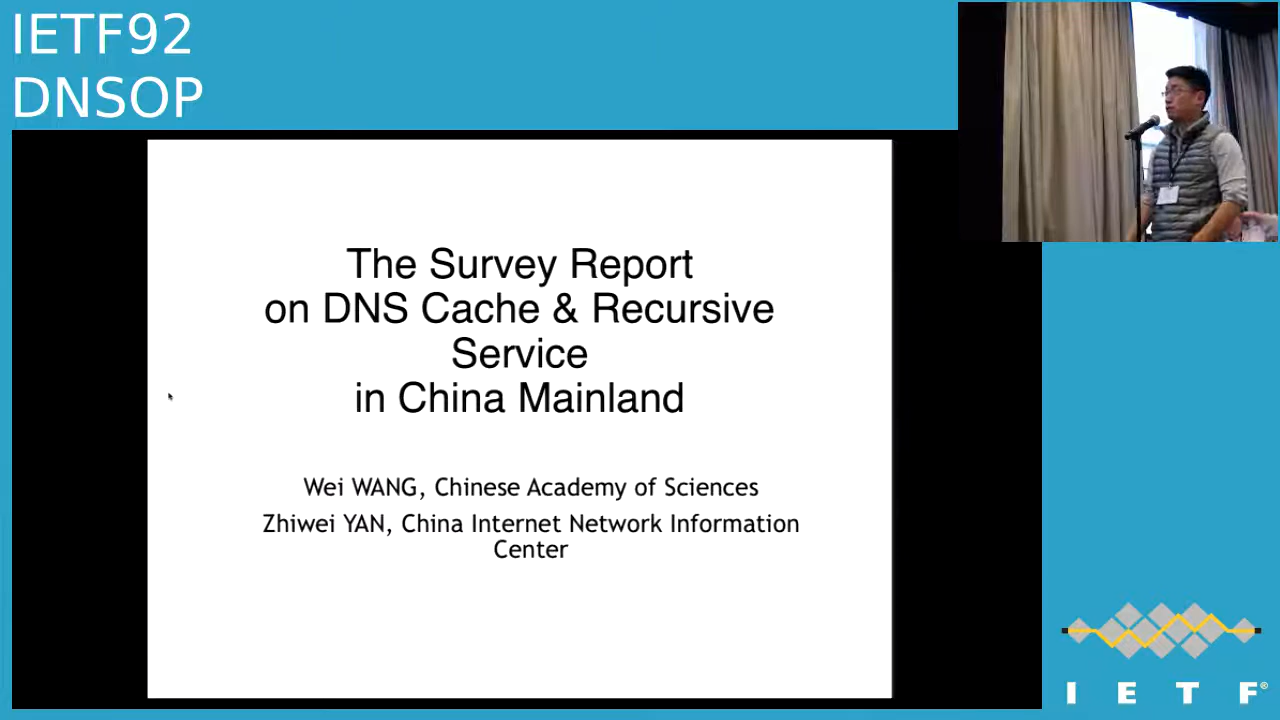 IETF92
DNSOP
The Survey Report
on DNS Cache & Recursive
Service
in China Mainland
Wei WANG, Chinese Academy of Sciences
Zhiwei YAN, China Internet Network Information
Center
I E T F®